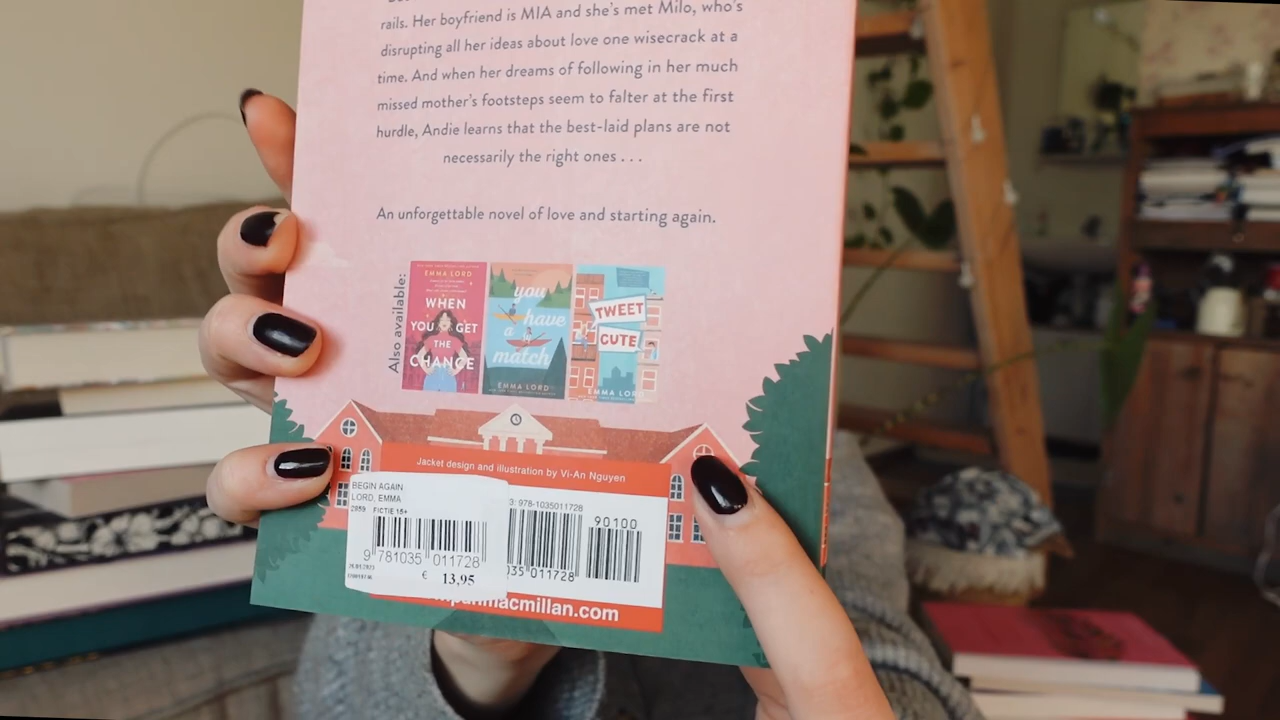 rails. Her boyfriend is MIA and she's met Milo, who's
disrupting all her ideas about love one wisecrack at a
time. And when her dreams of following in her much
missed mother's footsteps seem to falter at the first
hurdle, Andie learns that the best-laid plans are not
necessarily the right ones . . .
An unforgettable novel of love and starting again.
Also available:
EMMA LORD
WHEN
YOU GET
THE
CHANCE
you
have
a
match
EMMA LORD
TWEET
CUTE
EMMA LORD
Jacket design and illustration by Vi-An Nguyen
BEGIN AGAIN
LORD, EMMA
FICTIE 15+
9 781035 011728
€ 13,95
3: 978-1035011728
90100
035-011728
panmacmillan.com